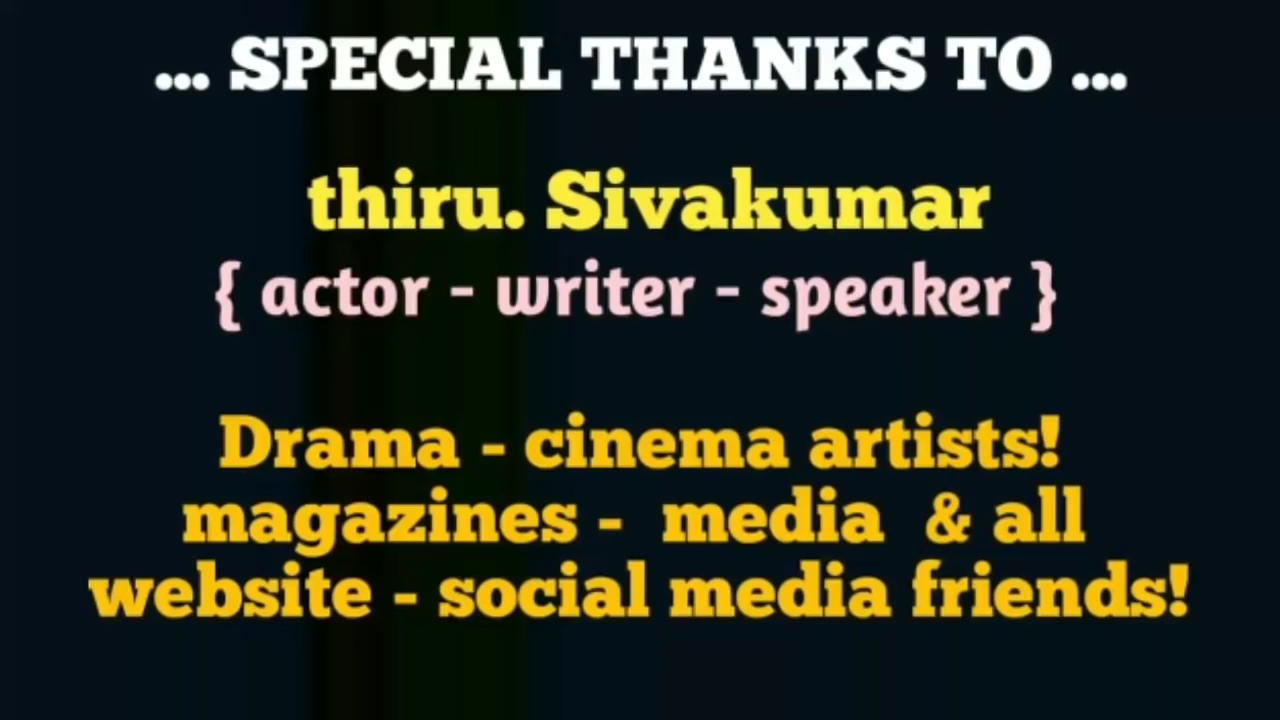 ... SPECIAL THANKS TO ...
thiru. Sivakumar
{ actor - writer - speaker }
Drama - cinema artists!
magazines - media & all
website - social media friends!